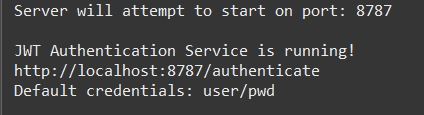 Server will attempt to start on port: 8787
JWT Authentication Service is running!
http://localhost:8787/authenticate
Default credentials: user/pwd